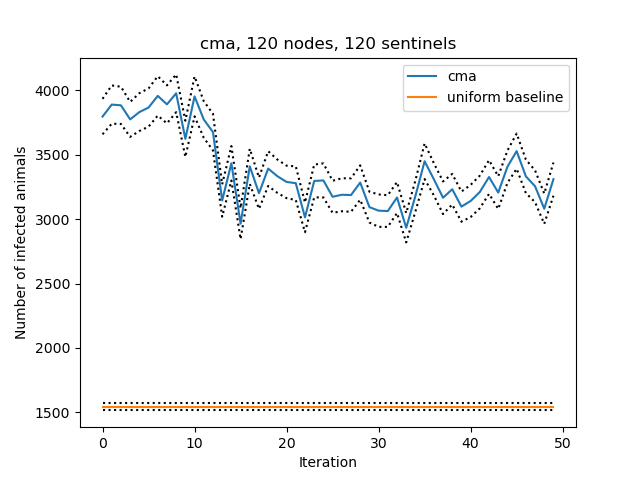 cma, 120 nodes, 120 sentinels
cma
uniform baseline
Number of infected animals
4000
3500
3000
2500
2000
1500
0 10 20 30 40 50
Iteration